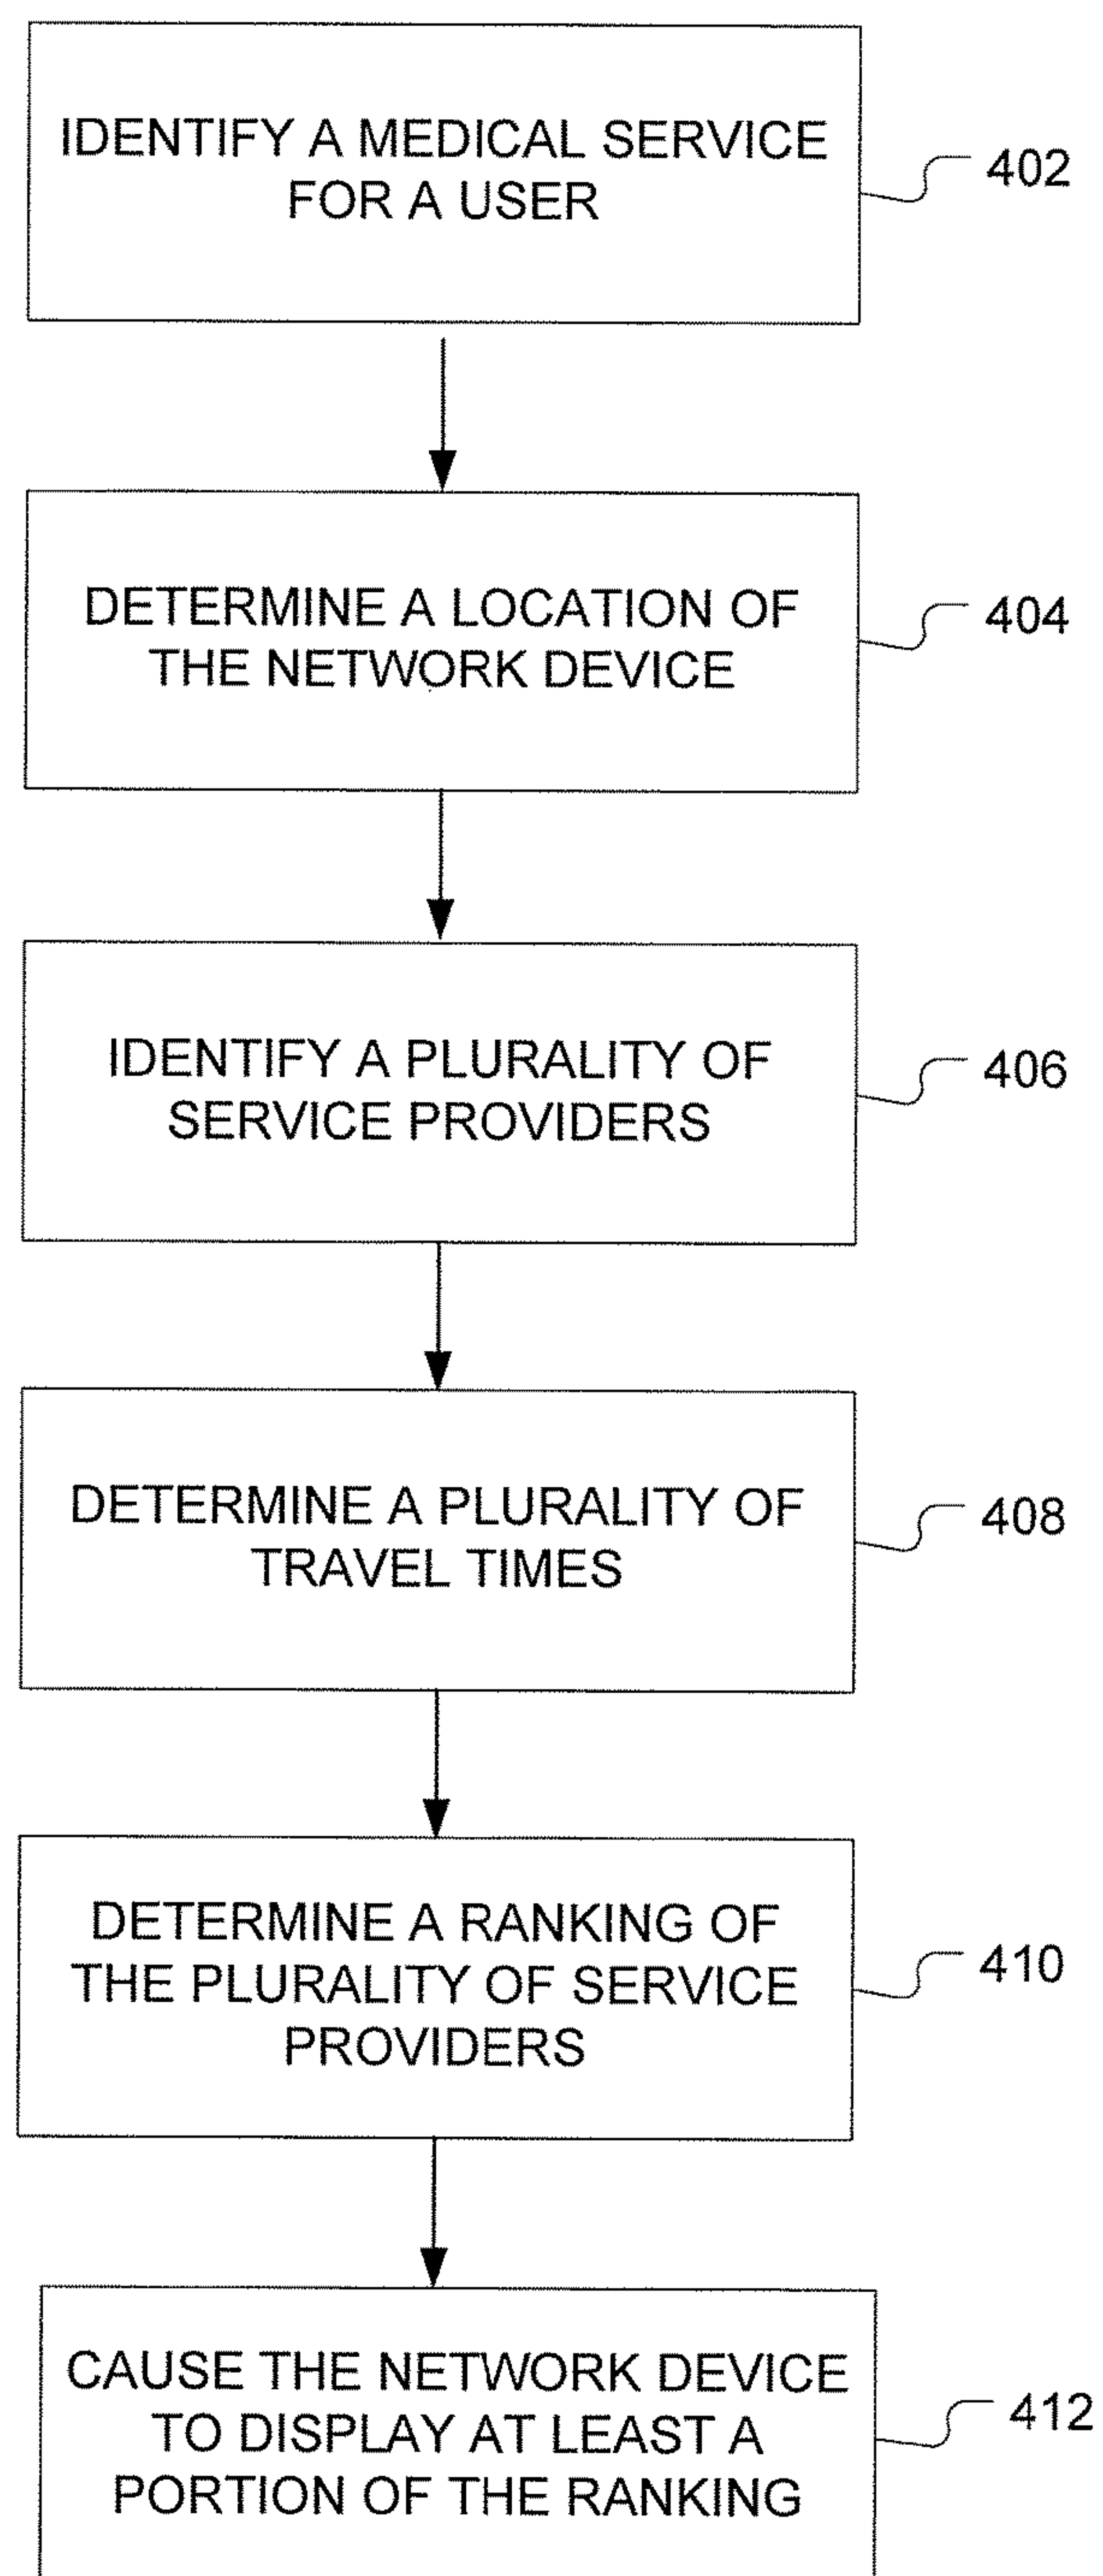 IDENTIFY A MEDICAL SERVICE
FOR A USER
402
DETERMINE A LOCATION OF
THE NETWORK DEVICE
404
IDENTIFY A PLURALITY OF
SERVICE PROVIDERS
406
DETERMINE A PLURALITY OF
TRAVEL TIMES
408
DETERMINE A RANKING OF
THE PLURALITY OF SERVICE
PROVIDERS
410
CAUSE THE NETWORK DEVICE
TO DISPLAY AT LEAST A
PORTION OF THE RANKING
412